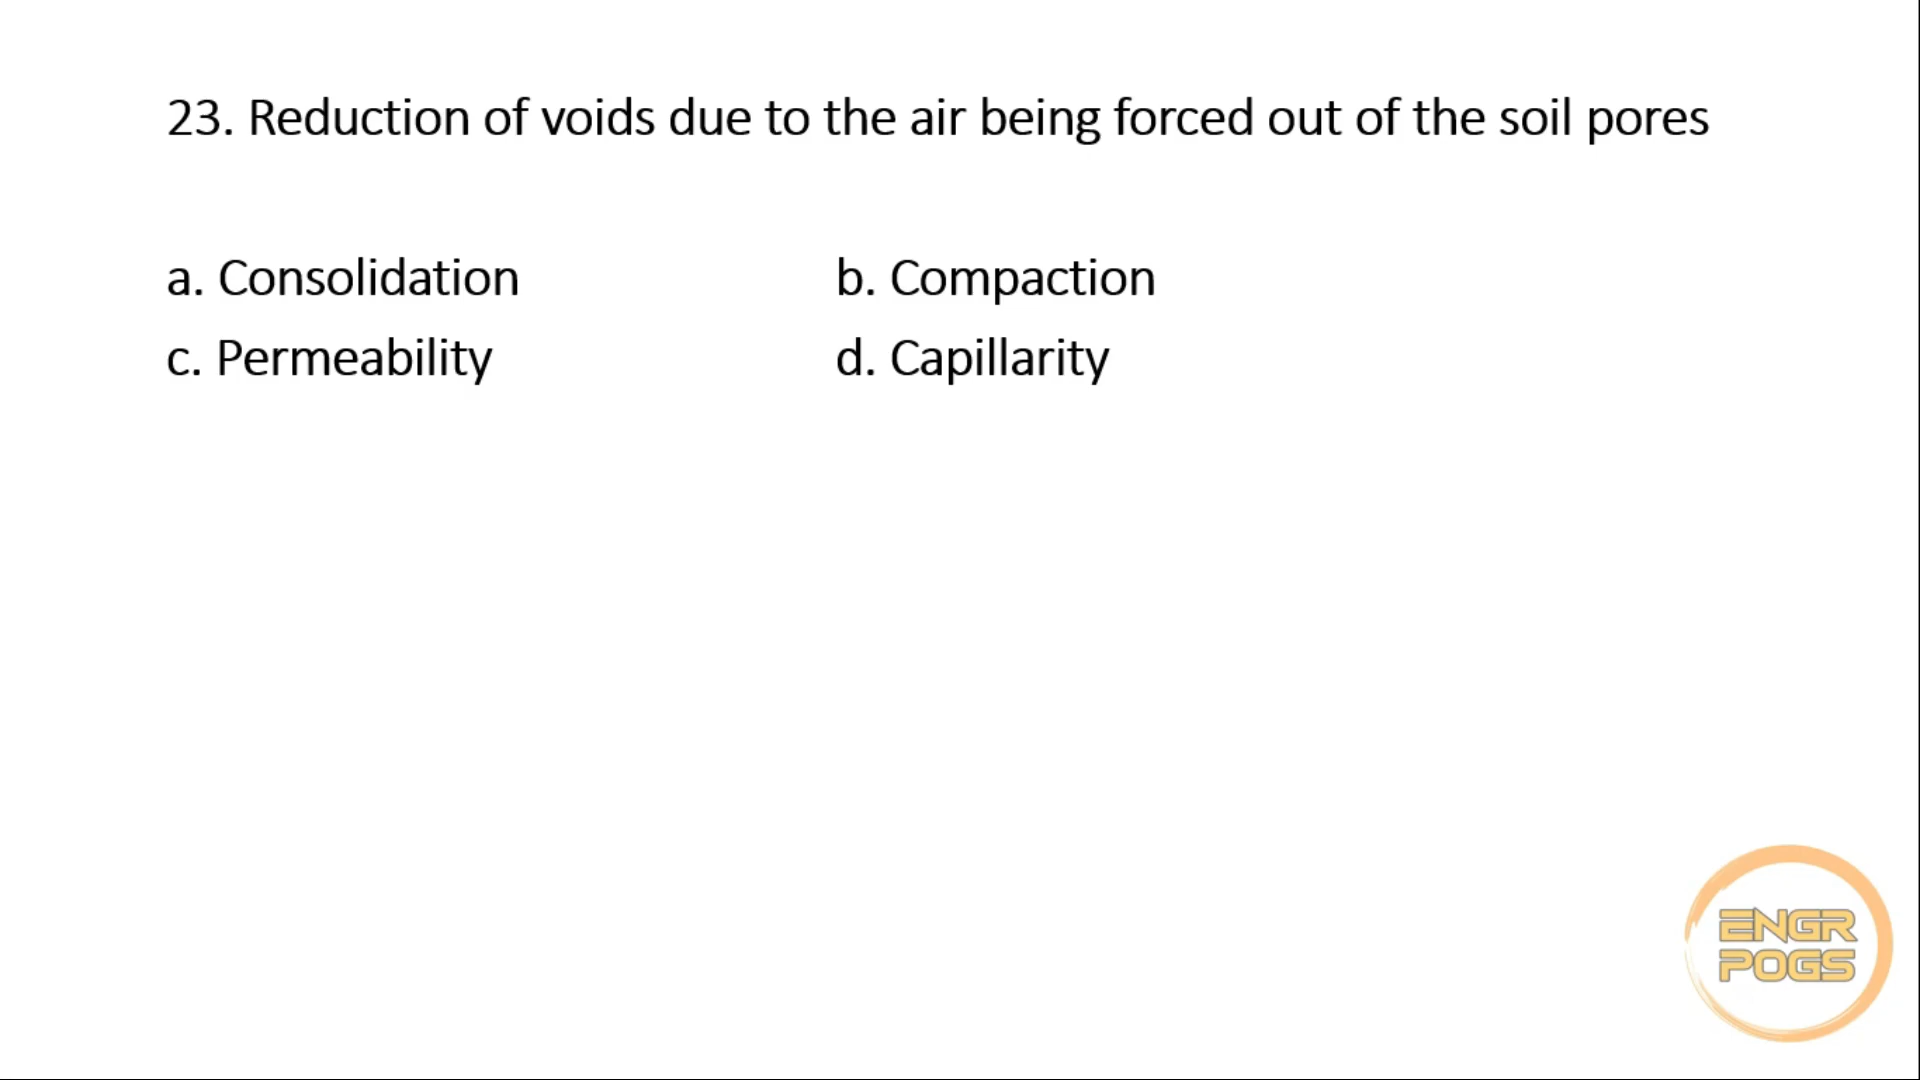 23. Reduction of voids due to the air being forced out of the soil pores
a. Consolidation b. Compaction
c. Permeability d. Capillarity
ENGR
POGS